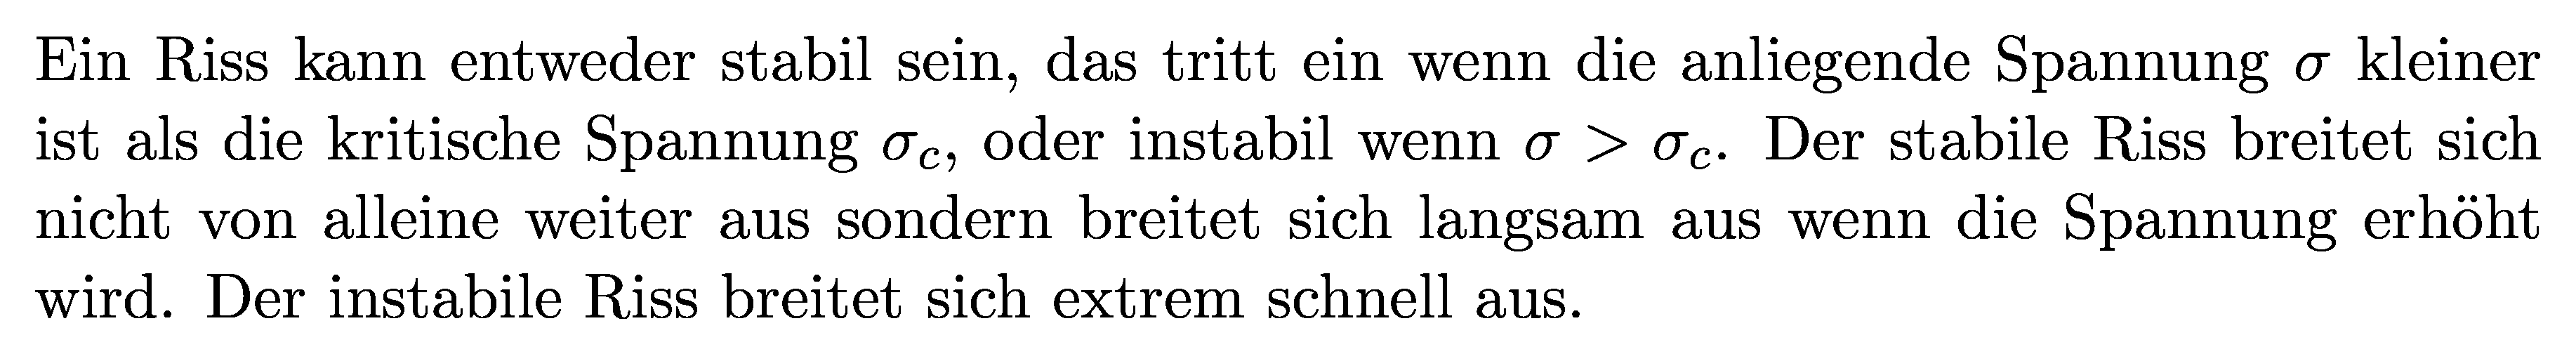 Ein Riss kann entweder stabil sein, das tritt ein wenn die anliegende Spannung σ kleiner
ist als die kritische Spannung σ_c, oder instabil wenn σ > σ_c. Der stabile Riss breitet sich
nicht von alleine weiter aus sondern breitet sich langsam aus wenn die Spannung erhöht
wird. Der instabile Riss breitet sich extrem schnell aus.